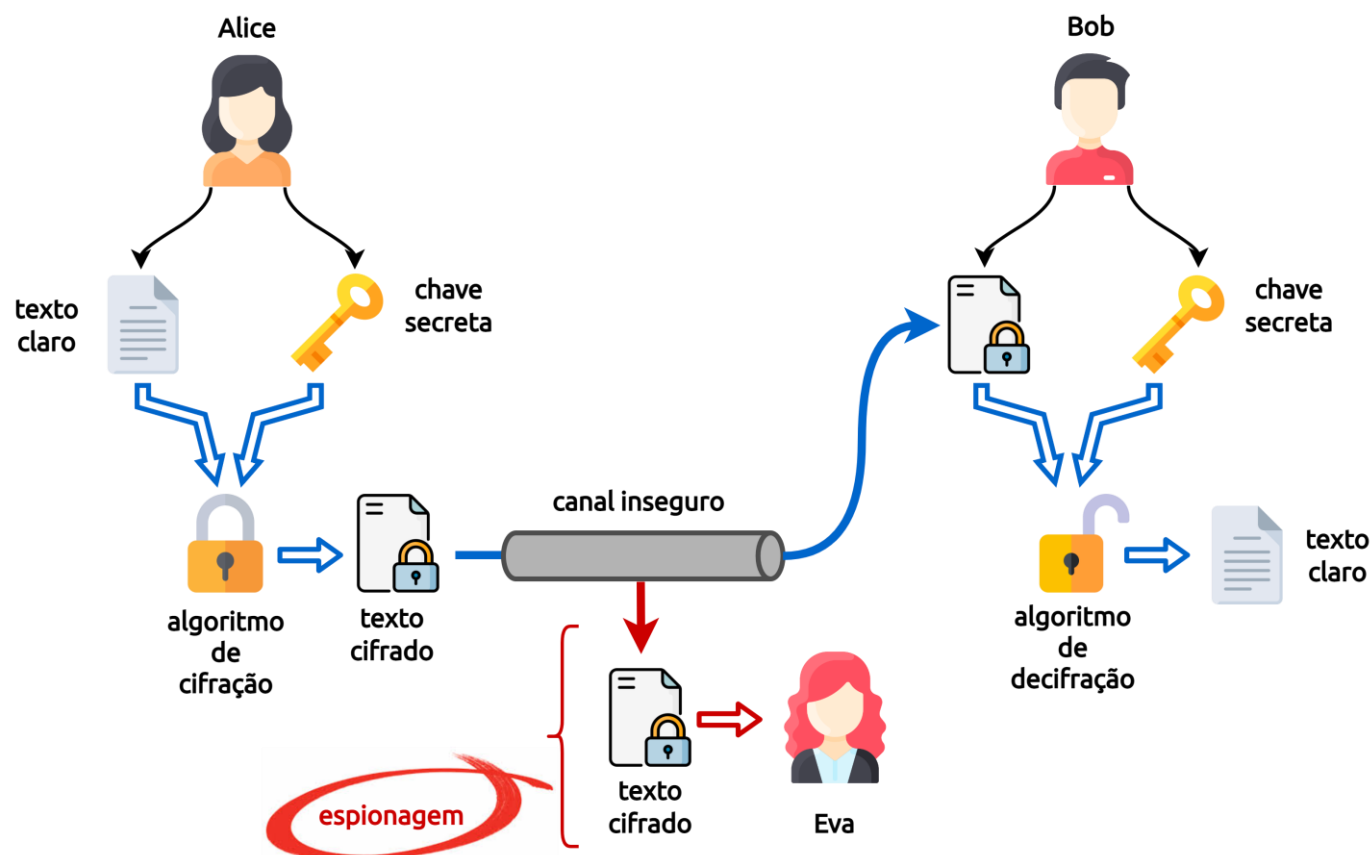 Alice
Bob
texto
claro
chave
secreta
chave
secreta
canal inseguro
algoritmo
de
cifração
texto
cifrado
algoritmo
de
decifração
texto
claro
espionagem
texto
cifrado
Eva